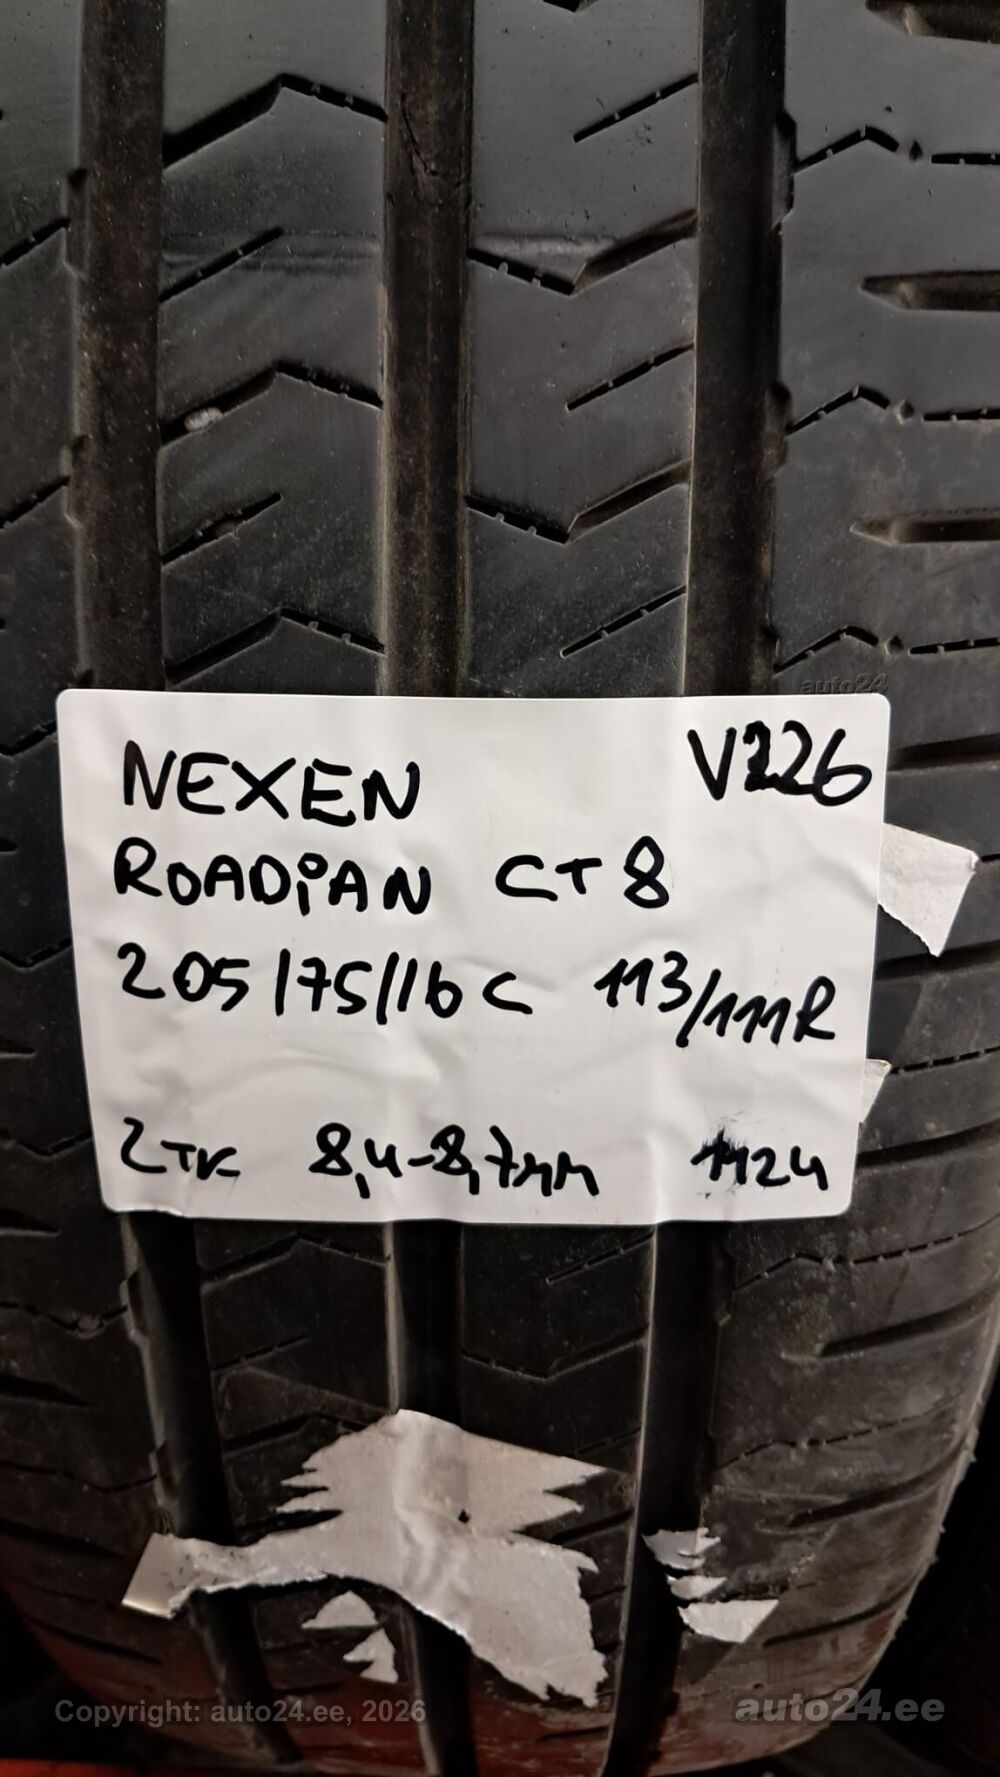 NEXEN V226
ROADiAN CT8
205/75/16C 113/111R
2TK 8,4-8,7mm 1124
auto24
Copyright: auto24.ee, 2026
auto24.ee